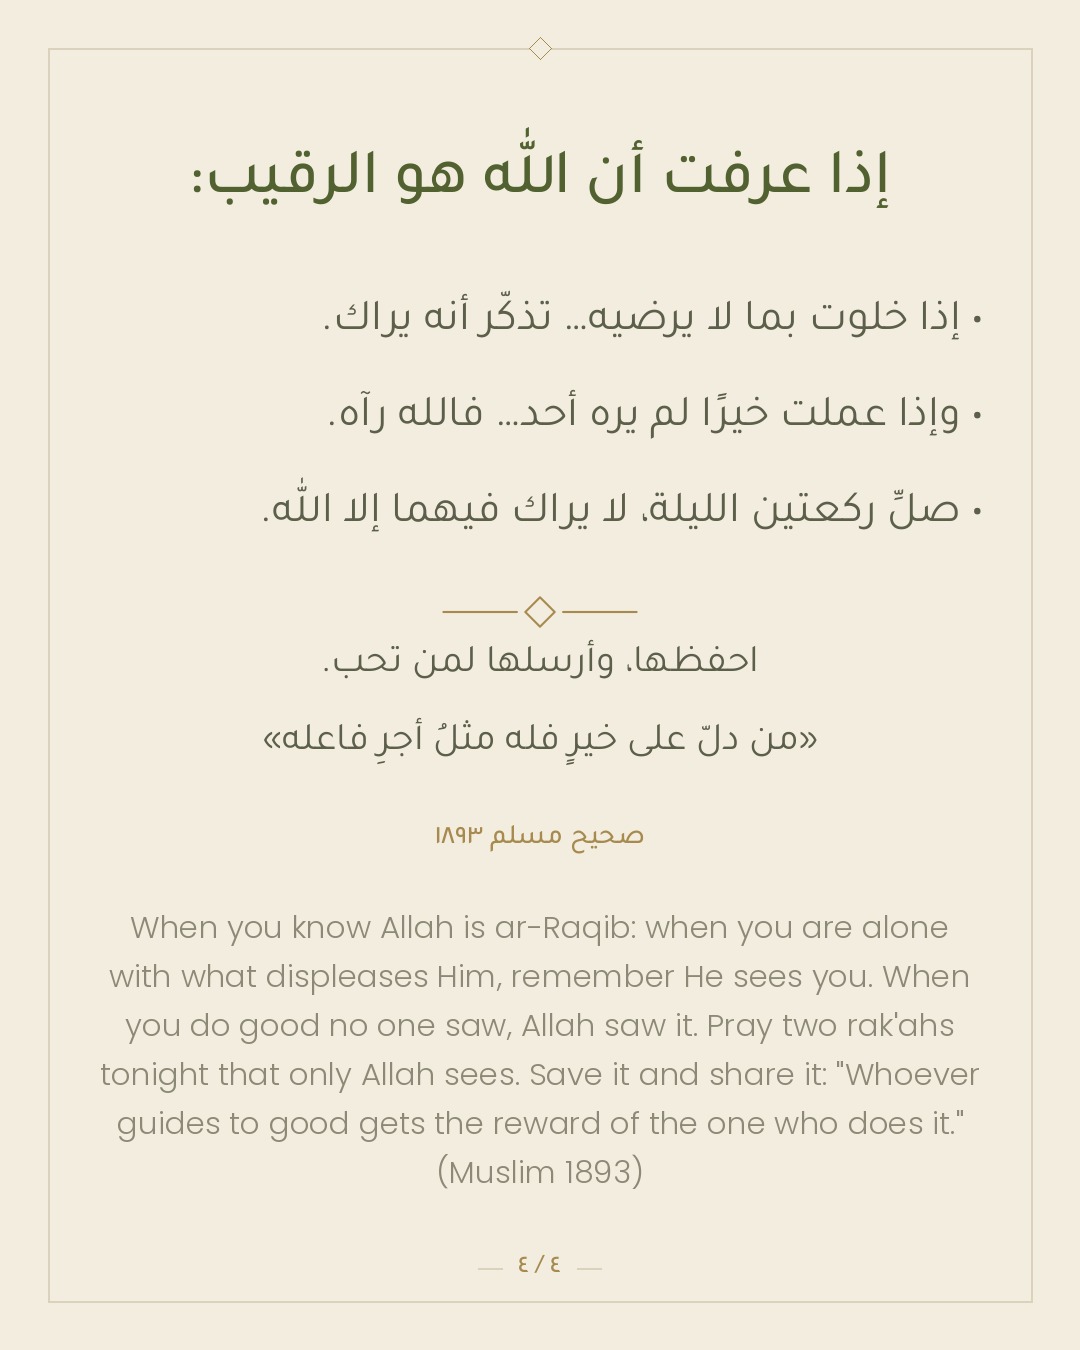 إذا عرفت أن الله هو الرقيب:
• إذا خلوت بما لا يرضيه… تذكّر أنه يراك.
• وإذا عملت خيرًا لم يره أحد… فالله رآه.
• صلِّ ركعتين الليلة، لا يراك فيهما إلا الله.
احفظها، وأرسلها لمن تحب.
«من دلّ على خيرٍ فله مثلُ أجرِ فاعله»
صحيح مسلم ١٨٩٣
When you know Allah is ar-Raqib: when you are alone
with what displeases Him, remember He sees you. When
you do good no one saw, Allah saw it. Pray two rak'ahs
tonight that only Allah sees. Save it and share it: "Whoever
guides to good gets the reward of the one who does it."
(Muslim 1893)
٤ / ٤